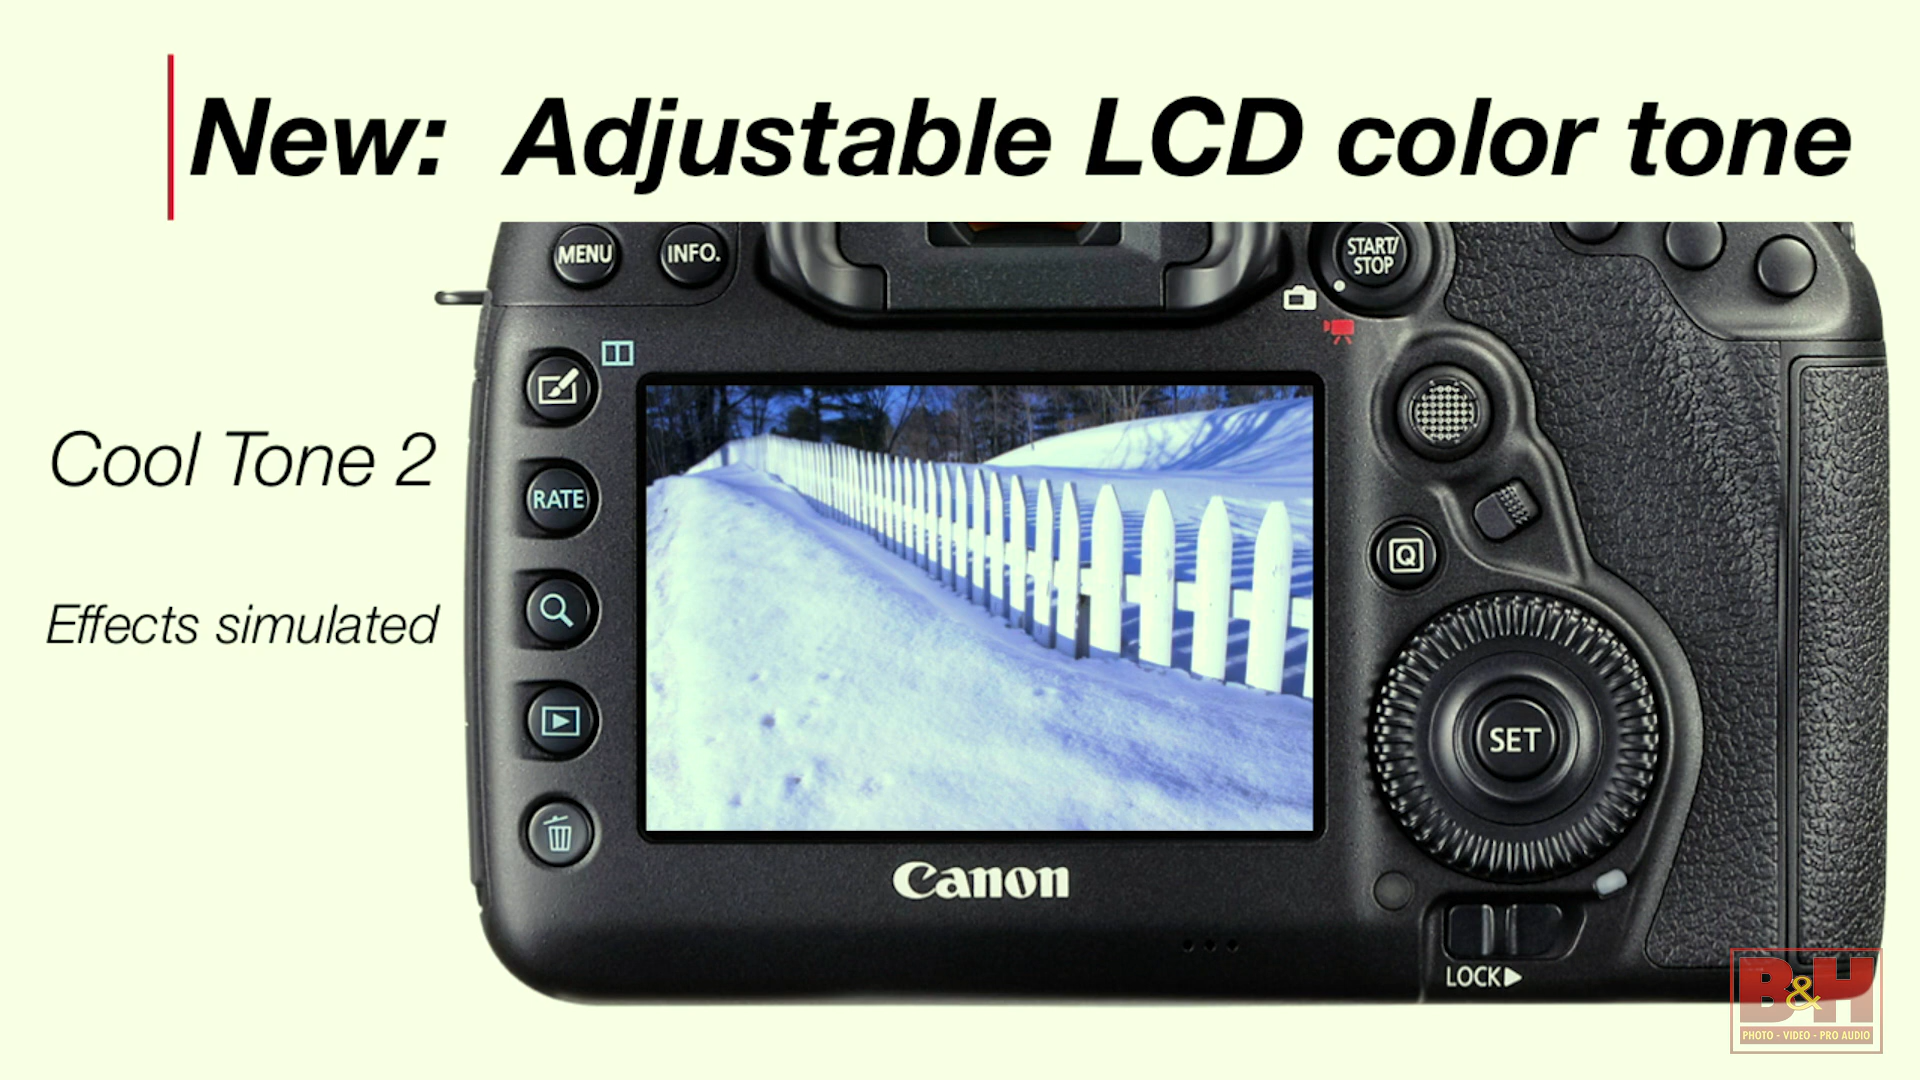 New: Adjustable LCD color tone
MENU
INFO.
START/
STOP
Cool Tone 2
RATE
Q
Effects simulated
SET
Canon
LOCK
B&H
PHOTO - VIDEO - PRO AUDIO